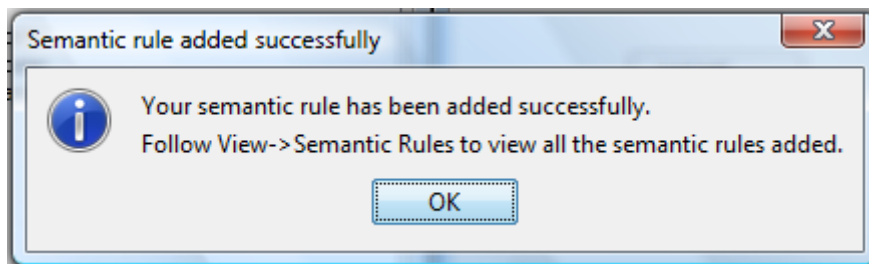 Semantic rule added successfully
Your semantic rule has been added successfully.
Follow View->Semantic Rules to view all the semantic rules added.
OK